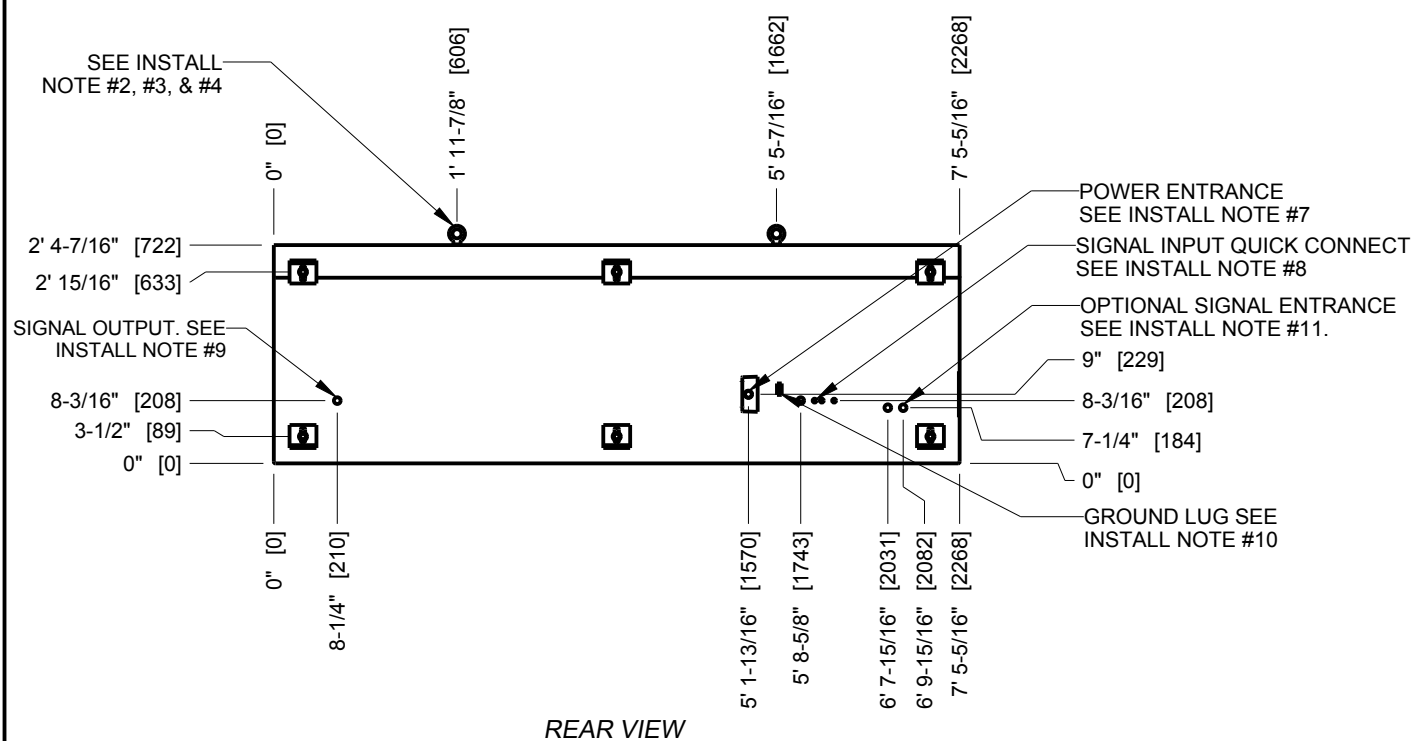 SEE INSTALL
NOTE #2, #3, & #4
0" [0]
1' 11-7/8" [606]
5' 5-7/16" [1662]
7' 5-5/16" [2268]
2' 4-7/16" [722]
2' 15/16" [633]
SIGNAL OUTPUT. SEE
INSTALL NOTE #9
8-3/16" [208]
3-1/2" [89]
0" [0]
POWER ENTRANCE
SEE INSTALL NOTE #7
SIGNAL INPUT QUICK CONNECT
SEE INSTALL NOTE #8
OPTIONAL SIGNAL ENTRANCE
SEE INSTALL NOTE #11.
9" [229]
8-3/16" [208]
7-1/4" [184]
0" [0]
GROUND LUG SEE
INSTALL NOTE #10
0" [0]
8-1/4" [210]
5' 1-13/16" [1570]
5' 8-5/8" [1743]
6' 7-15/16" [2031]
6' 9-15/16" [2082]
7' 5-5/16" [2268]
REAR VIEW